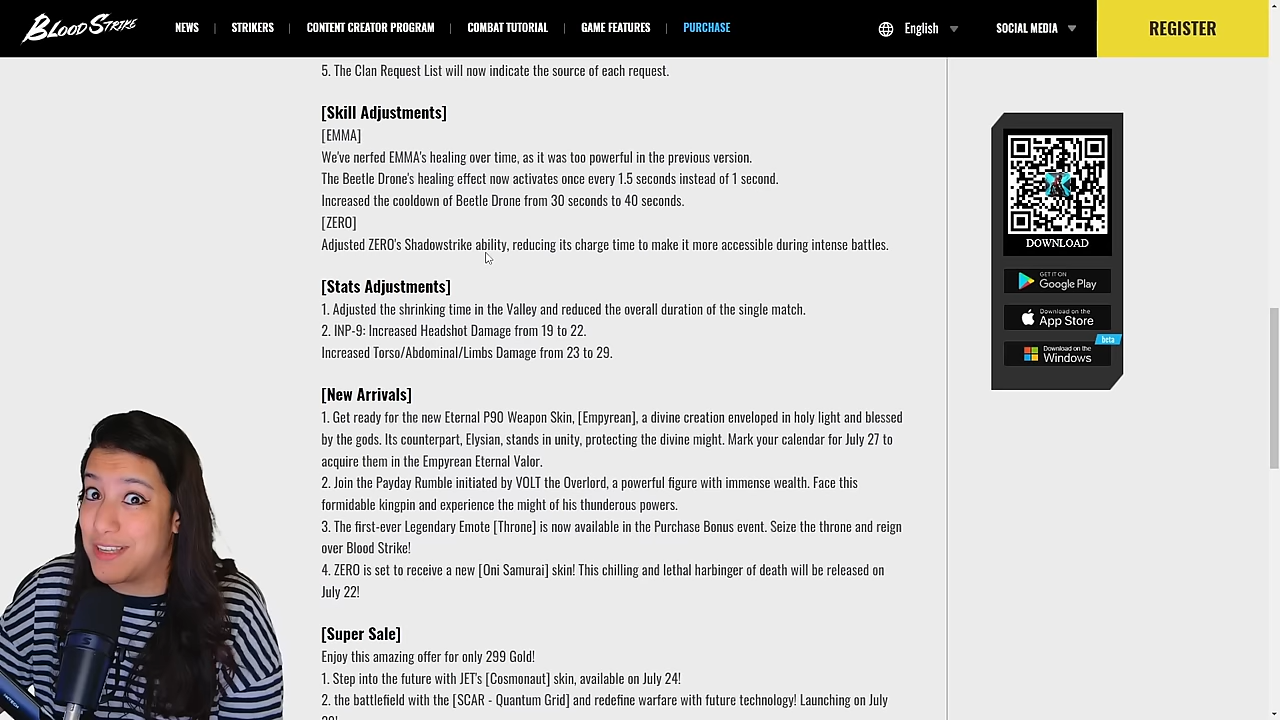 BLOOD STRIKE
NEWS
STRIKERS
CONTENT CREATOR PROGRAM
COMBAT TUTORIAL
GAME FEATURES
PURCHASE
English
SOCIAL MEDIA
REGISTER
5. The Clan Request List will now indicate the source of each request.
[Skill Adjustments]
[EMMA]
We've nerfed EMMA's healing over time, as it was too powerful in the previous version.
The Beetle Drone's healing effect now activates once every 1.5 seconds instead of 1 second.
Increased the cooldown of Beetle Drone from 30 seconds to 40 seconds.
[ZERO]
Adjusted ZERO's Shadowstrike ability, reducing its charge time to make it more accessible during intense battles.
[Stats Adjustments]
1. Adjusted the shrinking time in the Valley and reduced the overall duration of the single match.
2. INP-9: Increased Headshot Damage from 19 to 22.
Increased Torso/Abdominal/Limbs Damage from 23 to 29.
[New Arrivals]
1. Get ready for the new Eternal P90 Weapon Skin, [Empyrean], a divine creation enveloped in holy light and blessed
by the gods. Its counterpart, Elysian, stands in unity, protecting the divine might. Mark your calendar for July 27 to
acquire them in the Empyrean Eternal Valor.
2. Join the Payday Rumble initiated by VOLT the Overlord, a powerful figure with immense wealth. Face this
formidable kingpin and experience the might of his thunderous powers.
3. The first-ever Legendary Emote [Throne] is now available in the Purchase Bonus event. Seize the throne and reign
over Blood Strike!
4. ZERO is set to receive a new [Oni Samurai] skin! This chilling and lethal harbinger of death will be released on
July 22!
[Super Sale]
Enjoy this amazing offer for only 299 Gold!
1. Step into the future with JET's [Cosmonaut] skin, available on July 24!
2. the battlefield with the [SCAR - Quantum Grid] and redefine warfare with future technology! Launching on July
DOWNLOAD
GET IT ON
Google Play
Download on the
App Store
beta
Download on the
Windows